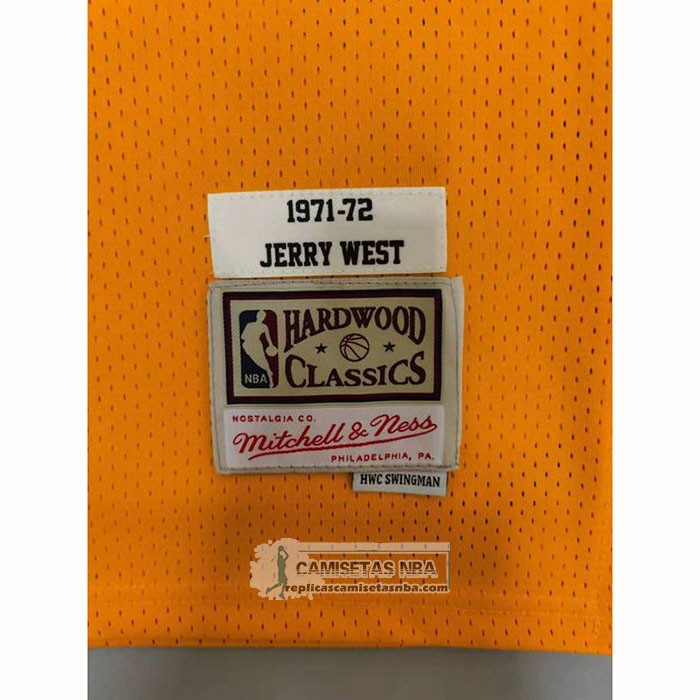 1971-72
JERRY WEST
HARDWOOD
CLASSICS
NBA
NOSTALGIA CO.
Mitchell & Ness
PHILADELPHIA, PA.
HWC SWINGMAN
CAMISETAS NBA
replicascamisetasnba.com